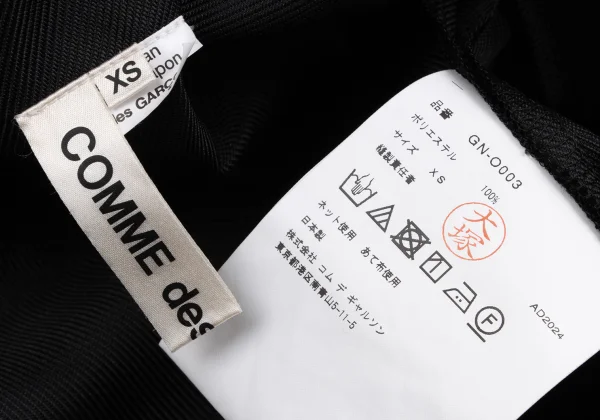 XS
an
pon
des GARÇ
COMME des
品番 GN-O003
ポリエステル 100%
サイズ XS
縫製責任者
大塚
ネット使用 あて布使用
日本製
株式会社 コム デ ギャルソン
東京都港区南青山5-11-5
F
AD2024